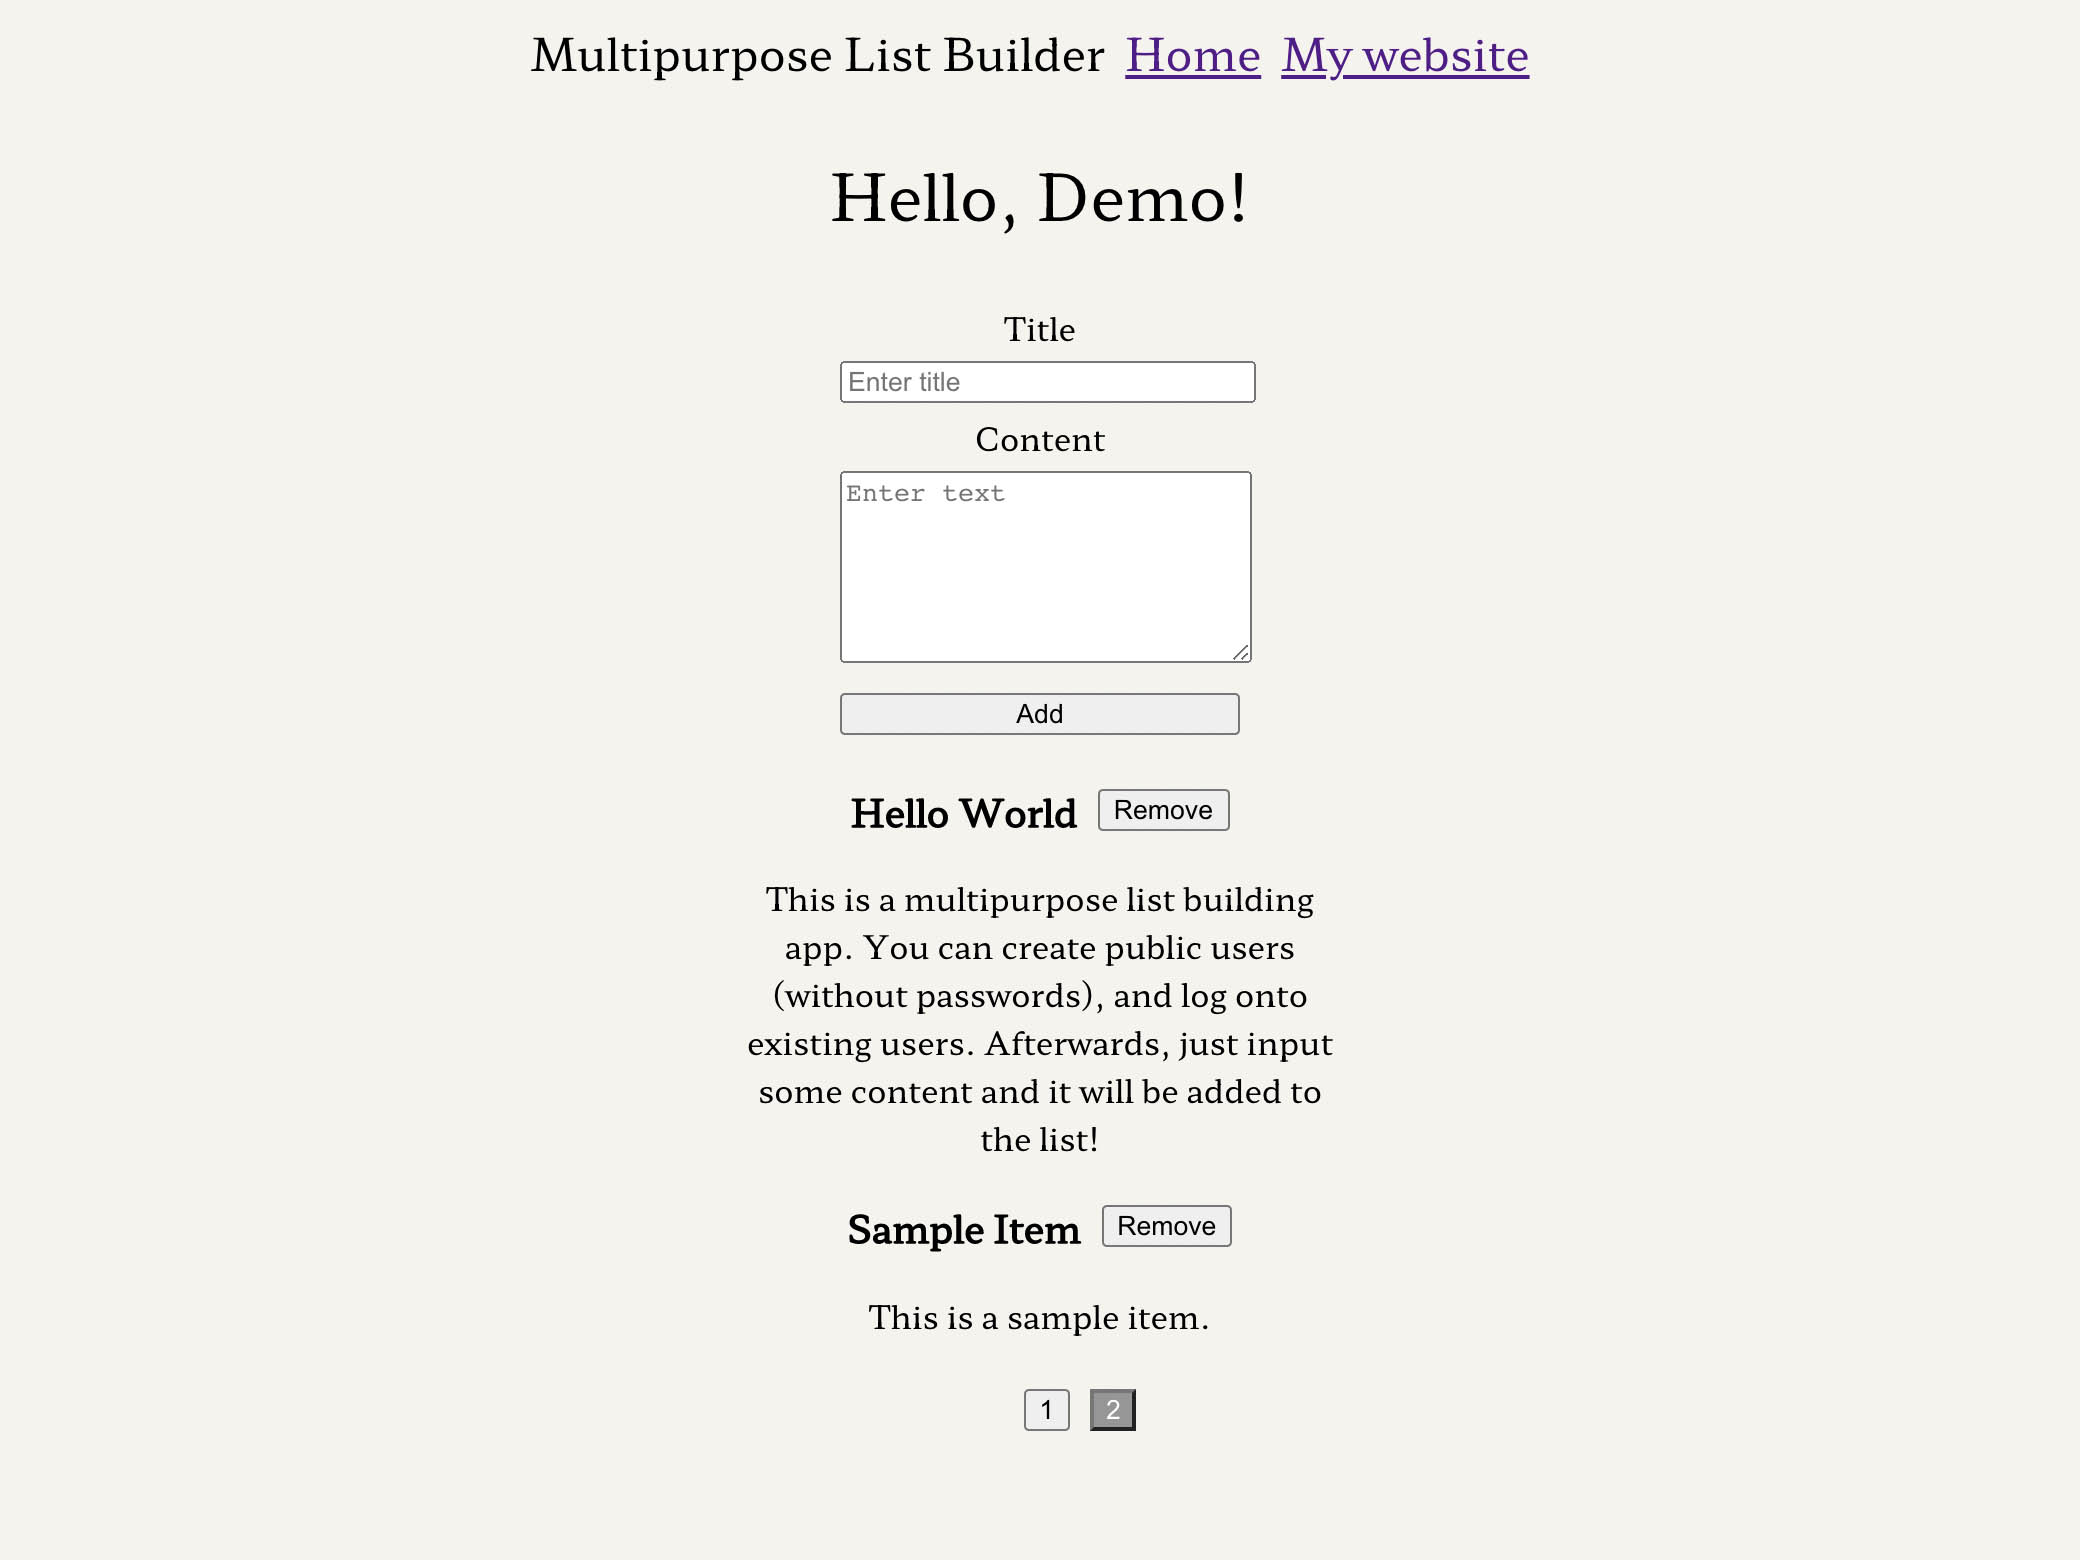 Multipurpose List Builder Home My website
Hello, Demo!
Title
Enter title
Content
Enter text
Add
Hello World Remove
This is a multipurpose list building
app. You can create public users
(without passwords), and log onto
existing users. Afterwards, just input
some content and it will be added to
the list!
Sample Item Remove
This is a sample item.
1 2